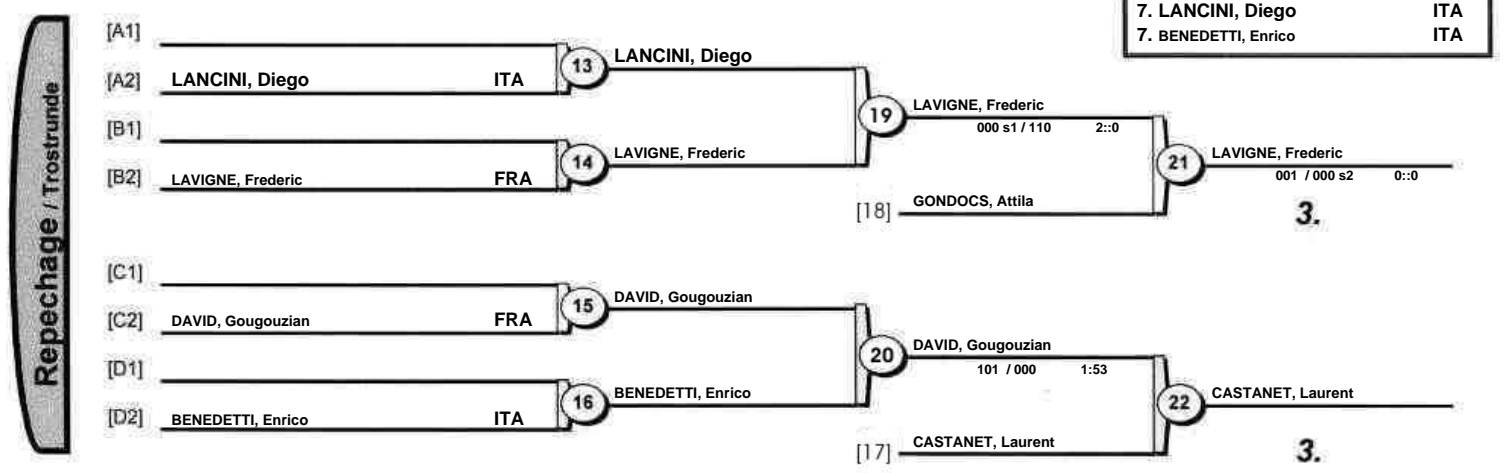 7. LANCINI, Diego ITA
7. BENEDETTI, Enrico ITA
Repechage / Trostrunde
[A1]
LANCINI, Diego
13
[A2] LANCINI, Diego ITA
LAVIGNE, Frederic
19
000 s1 / 110 2::0
[B1]
LAVIGNE, Frederic
14
LAVIGNE, Frederic
21
001 / 000 s2 0::0
[B2] LAVIGNE, Frederic FRA
[18] GONDOCS, Attila
3.
[C1]
DAVID, Gougouzian
15
[C2] DAVID, Gougouzian FRA
DAVID, Gougouzian
20
101 / 000 1:53
[D1]
BENEDETTI, Enrico
16
CASTANET, Laurent
22
[D2] BENEDETTI, Enrico ITA
[17] CASTANET, Laurent
3.